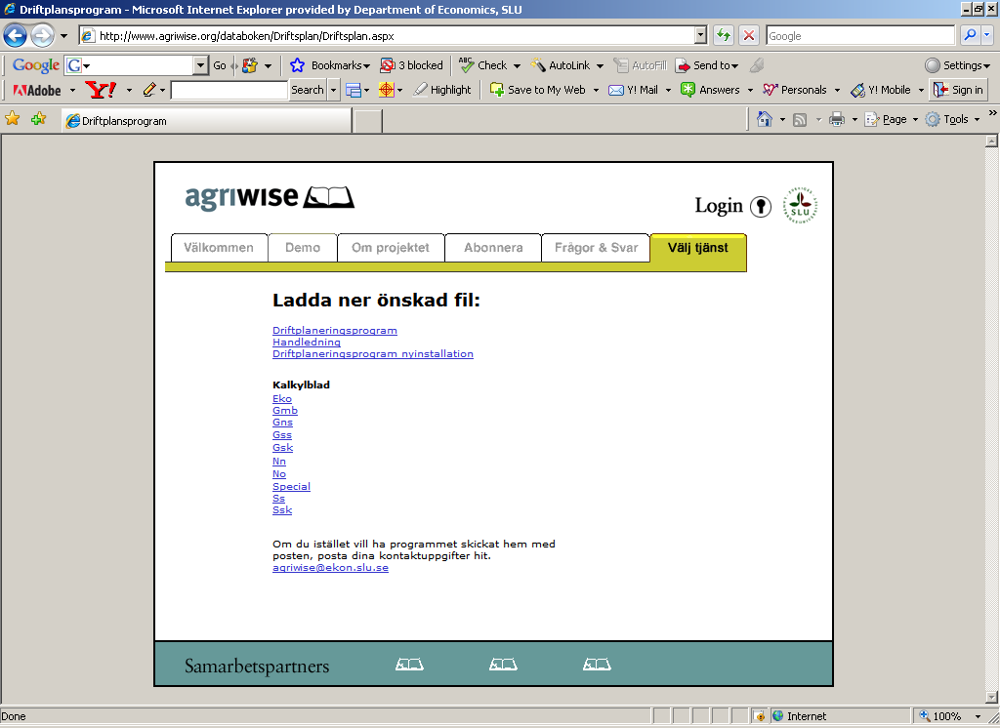 Driftplansprogram - Microsoft Internet Explorer provided by Department of Economics, SLU
http://www.agriwise.org/databoken/Driftsplan/Driftsplan.aspx
Google
Google G Go Bookmarks 3 blocked ABC Check AutoLink AutoFill Send to Settings
Adobe Y! Search Highlight Save to My Web Y! Mail Answers Personals Y! Mobile Sign in
Driftplansprogram
Page Tools »
agriwise
Login
SLU
Välkommen Demo Om projektet Abonnera Frågor & Svar Välj tjänst
Ladda ner önskad fil:
Driftplaneringsprogram
Handledning
Driftplaneringsprogram nyinstallation
Kalkylblad
Eko
Gmb
Gns
Gss
Gsk
Nn
No
Special
Ss
Ssk
Om du istället vill ha programmet skickat hem med
posten, posta dina kontaktuppgifter hit.
agriwise@ekon.slu.se
Samarbetspartners
Done Internet 100%